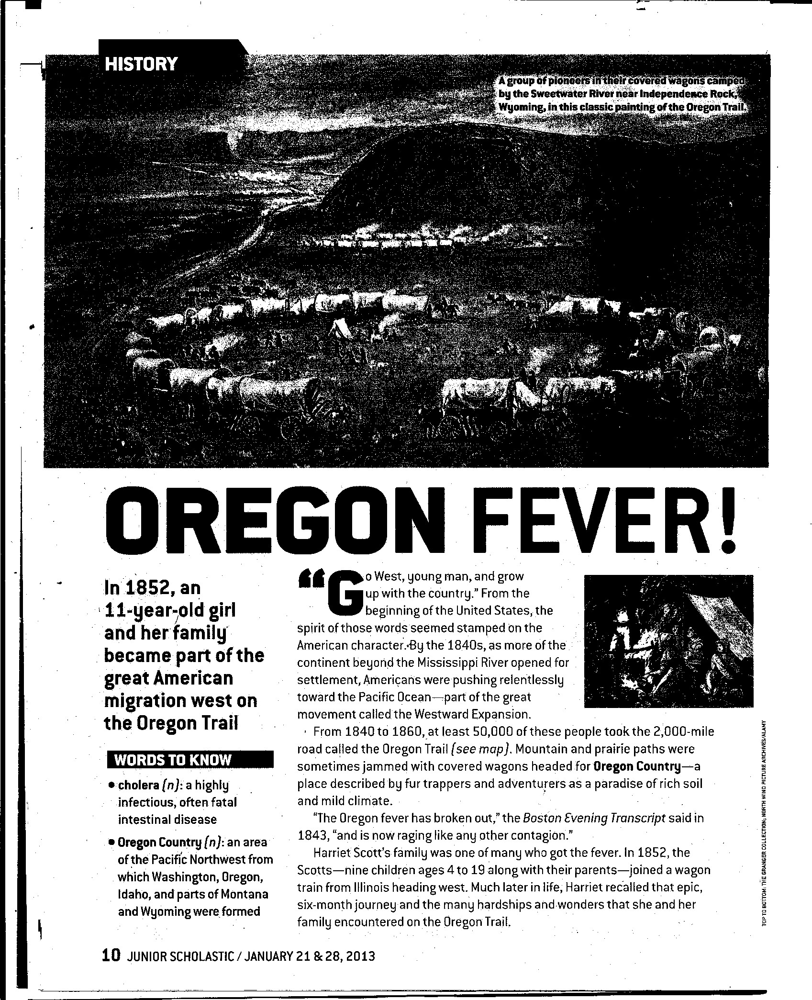 HISTORY
A group of pioneers in their covered wagons camped
by the Sweetwater River near Independence Rock,
Wyoming, in this classic painting of the Oregon Trail.
OREGON FEVER!
In 1852, an
11-year-old girl
and her family
became part of the
great American
migration west on
the Oregon Trail
WORDS TO KNOW
• cholera (n): a highly
infectious, often fatal
intestinal disease
• Oregon Country (n): an area
of the Pacific Northwest from
which Washington, Oregon,
Idaho, and parts of Montana
and Wyoming were formed
“Go West, young man, and grow
up with the country.” From the
beginning of the United States, the
spirit of those words seemed stamped on the
American character. By the 1840s, as more of the
continent beyond the Mississippi River opened for
settlement, Americans were pushing relentlessly
toward the Pacific Ocean—part of the great
movement called the Westward Expansion.
From 1840 to 1860, at least 50,000 of these people took the 2,000-mile
road called the Oregon Trail (see map). Mountain and prairie paths were
sometimes jammed with covered wagons headed for Oregon Country—a
place described by fur trappers and adventurers as a paradise of rich soil
and mild climate.
“The Oregon fever has broken out,” the Boston Evening Transcript said in
1843, “and is now raging like any other contagion.”
Harriet Scott’s family was one of many who got the fever. In 1852, the
Scotts—nine children ages 4 to 19 along with their parents—joined a wagon
train from Illinois heading west. Much later in life, Harriet recalled that epic,
six-month journey and the many hardships and wonders that she and her
family encountered on the Oregon Trail.
TOP TO BOTTOM: THE GRANGER COLLECTION; NORTH WIND PICTURE ARCHIVES/ALAMY
10 JUNIOR SCHOLASTIC / JANUARY 21 & 28, 2013